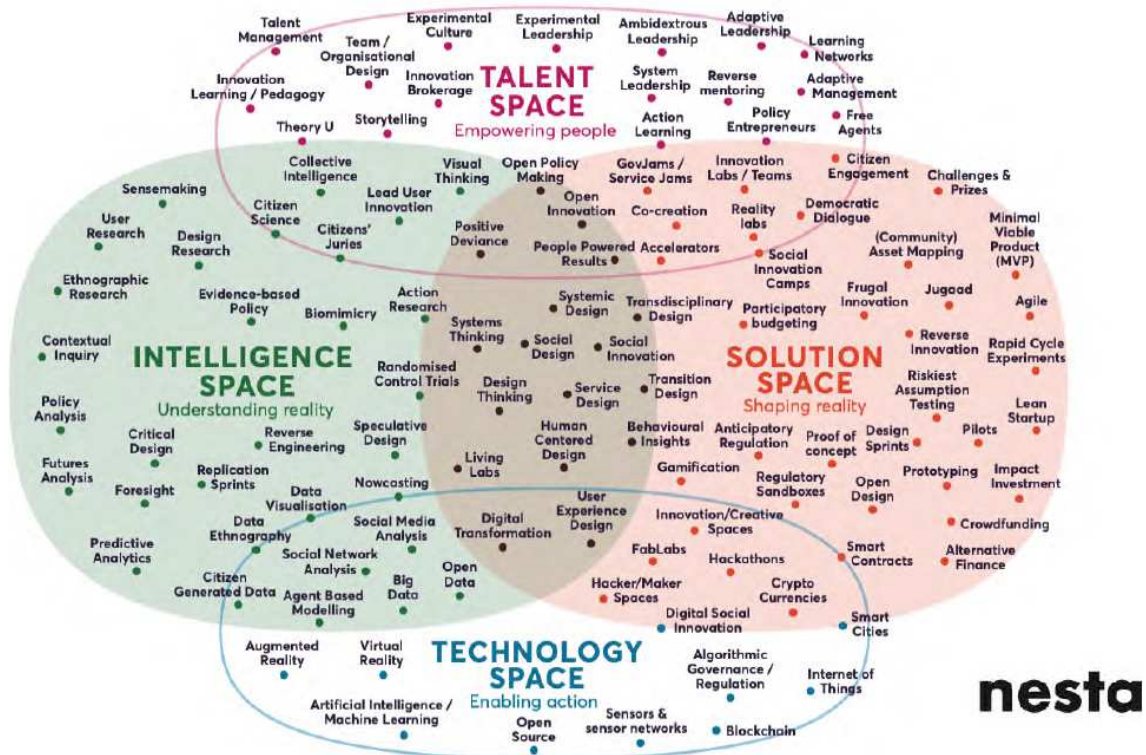 Talent
Management
Team /
Organisational
Design
Experimental
Culture
Experimental
Leadership
Ambidextrous
Leadership
Adaptive
Leadership
Learning
Networks
Innovation
Learning / Pedagogy
Innovation
Brokerage
TALENT
SPACE
Empowering people
System
Leadership
Reverse
mentoring
Adaptive
Management
Theory U
Storytelling
Action
Learning
Policy
Entrepreneurs
Free
Agents
Collective
Intelligence
Visual
Thinking
Open Policy
Making
GovJams /
Service Jams
Innovation
Labs / Teams
Citizen
Engagement
Challenges &
Prizes
Sensemaking
Citizen
Science
Lead User
Innovation
Open
Innovation
Co-creation
Reality
labs
Democratic
Dialogue
User
Research
Design
Research
Citizens'
Juries
Positive
Deviance
People Powered
Results
Accelerators
Social
Innovation
Camps
(Community)
Asset Mapping
Minimal
Viable
Product
(MVP)
Ethnographic
Research
Evidence-based
Policy
Biomimicry
Action
Research
Systemic
Design
Transdisciplinary
Design
Participatory
budgeting
Frugal
Innovation
Jugaad
Agile
Contextual
Inquiry
INTELLIGENCE
SPACE
Understanding reality
Systems
Thinking
Social
Design
Social
Innovation
SOLUTION
SPACE
Shaping reality
Reverse
Innovation
Rapid Cycle
Experiments
Randomised
Control Trials
Design
Thinking
Service
Design
Transition
Design
Riskiest
Assumption
Testing
Lean
Startup
Policy
Analysis
Critical
Design
Reverse
Engineering
Speculative
Design
Human
Centered
Design
Behavioural
Insights
Anticipatory
Regulation
Proof of
concept
Design
Sprints
Pilots
Futures
Analysis
Foresight
Replication
Sprints
Nowcasting
Living
Labs
Gamification
Regulatory
Sandboxes
Open
Design
Prototyping
Impact
Investment
Data
Visualisation
Data
Ethnography
Social Media
Analysis
Digital
Transformation
User
Experience
Design
Innovation/Creative
Spaces
Crowdfunding
Predictive
Analytics
Social Network
Analysis
FabLabs
Hackathons
Smart
Contracts
Alternative
Finance
Citizen
Generated Data
Agent Based
Modelling
Big
Data
Open
Data
Hacker/Maker
Spaces
Crypto
Currencies
Digital Social
Innovation
Smart
Cities
Augmented
Reality
Virtual
Reality
TECHNOLOGY
SPACE
Enabling action
Algorithmic
Governance /
Regulation
Internet of
Things
Artificial Intelligence /
Machine Learning
Open
Source
Sensors &
sensor networks
Blockchain
nesta